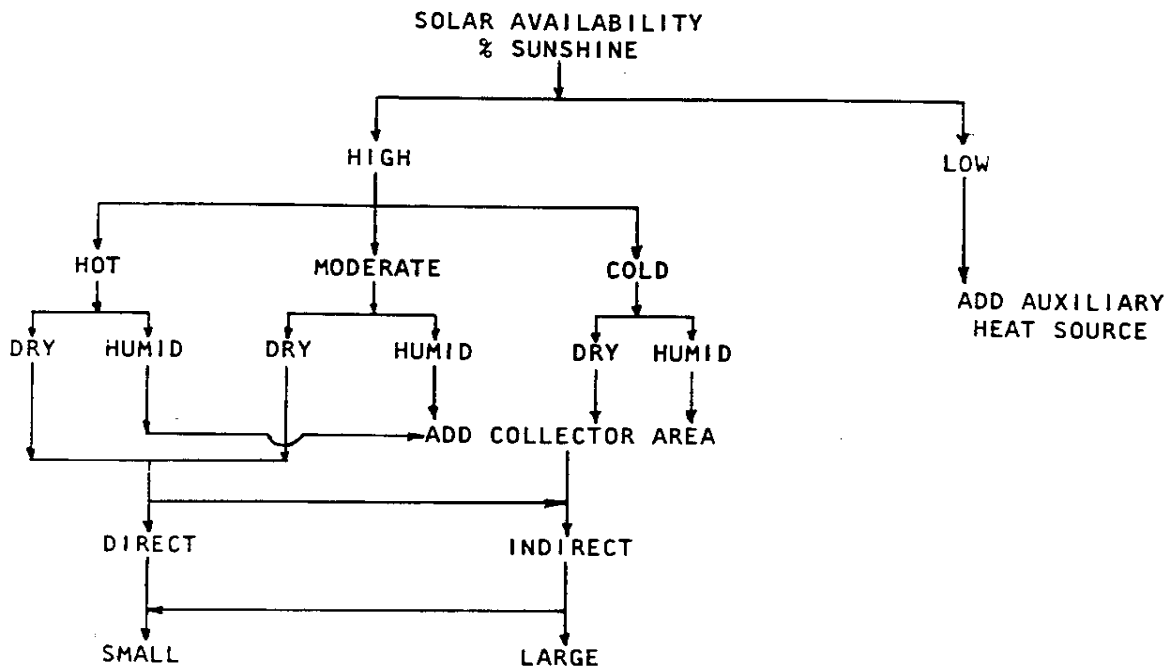 SOLAR AVAILABILITY
% SUNSHINE
HIGH
LOW
HOT
MODERATE
COLD
ADD AUXILIARY
HEAT SOURCE
DRY
HUMID
DRY
HUMID
DRY
HUMID
ADD COLLECTOR AREA
DIRECT
INDIRECT
SMALL
LARGE